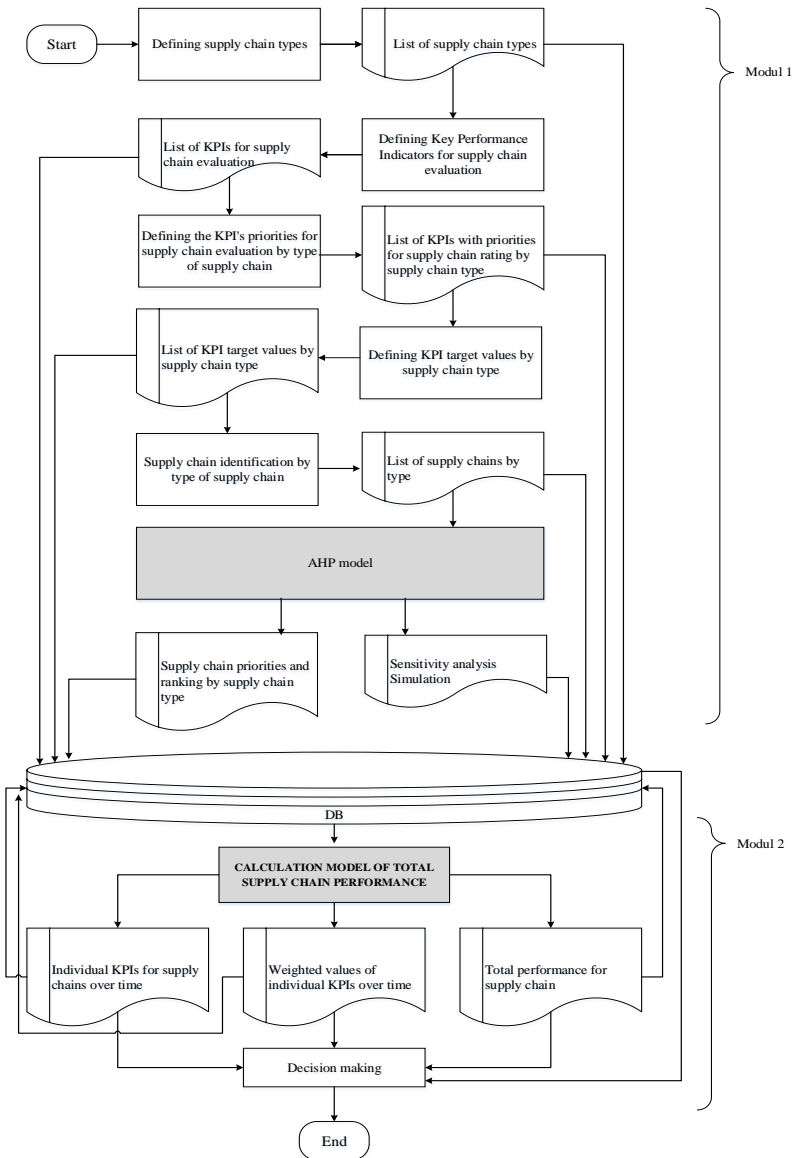 Start
Defining supply chain types
List of supply chain types
Modul 1
List of KPIs for supply
chain evaluation
Defining Key Performance
Indicators for supply chain
evaluation
Defining the KPI's priorities for
supply chain evaluation by type
of supply chain
List of KPIs with priorities
for supply chain rating by
supply chain type
List of KPI target values by
supply chain type
Defining KPI target values by
supply chain type
Supply chain identification by
type of supply chain
List of supply chains by
type
AHP model
Supply chain priorities and
ranking by supply chain
type
Sensitivity analysis
Simulation
DB
Modul 2
CALCULATION MODEL OF TOTAL
SUPPLY CHAIN PERFORMANCE
Individual KPIs for supply
chains over time
Weighted values of
individual KPIs over time
Total performance for
supply chain
Decision making
End